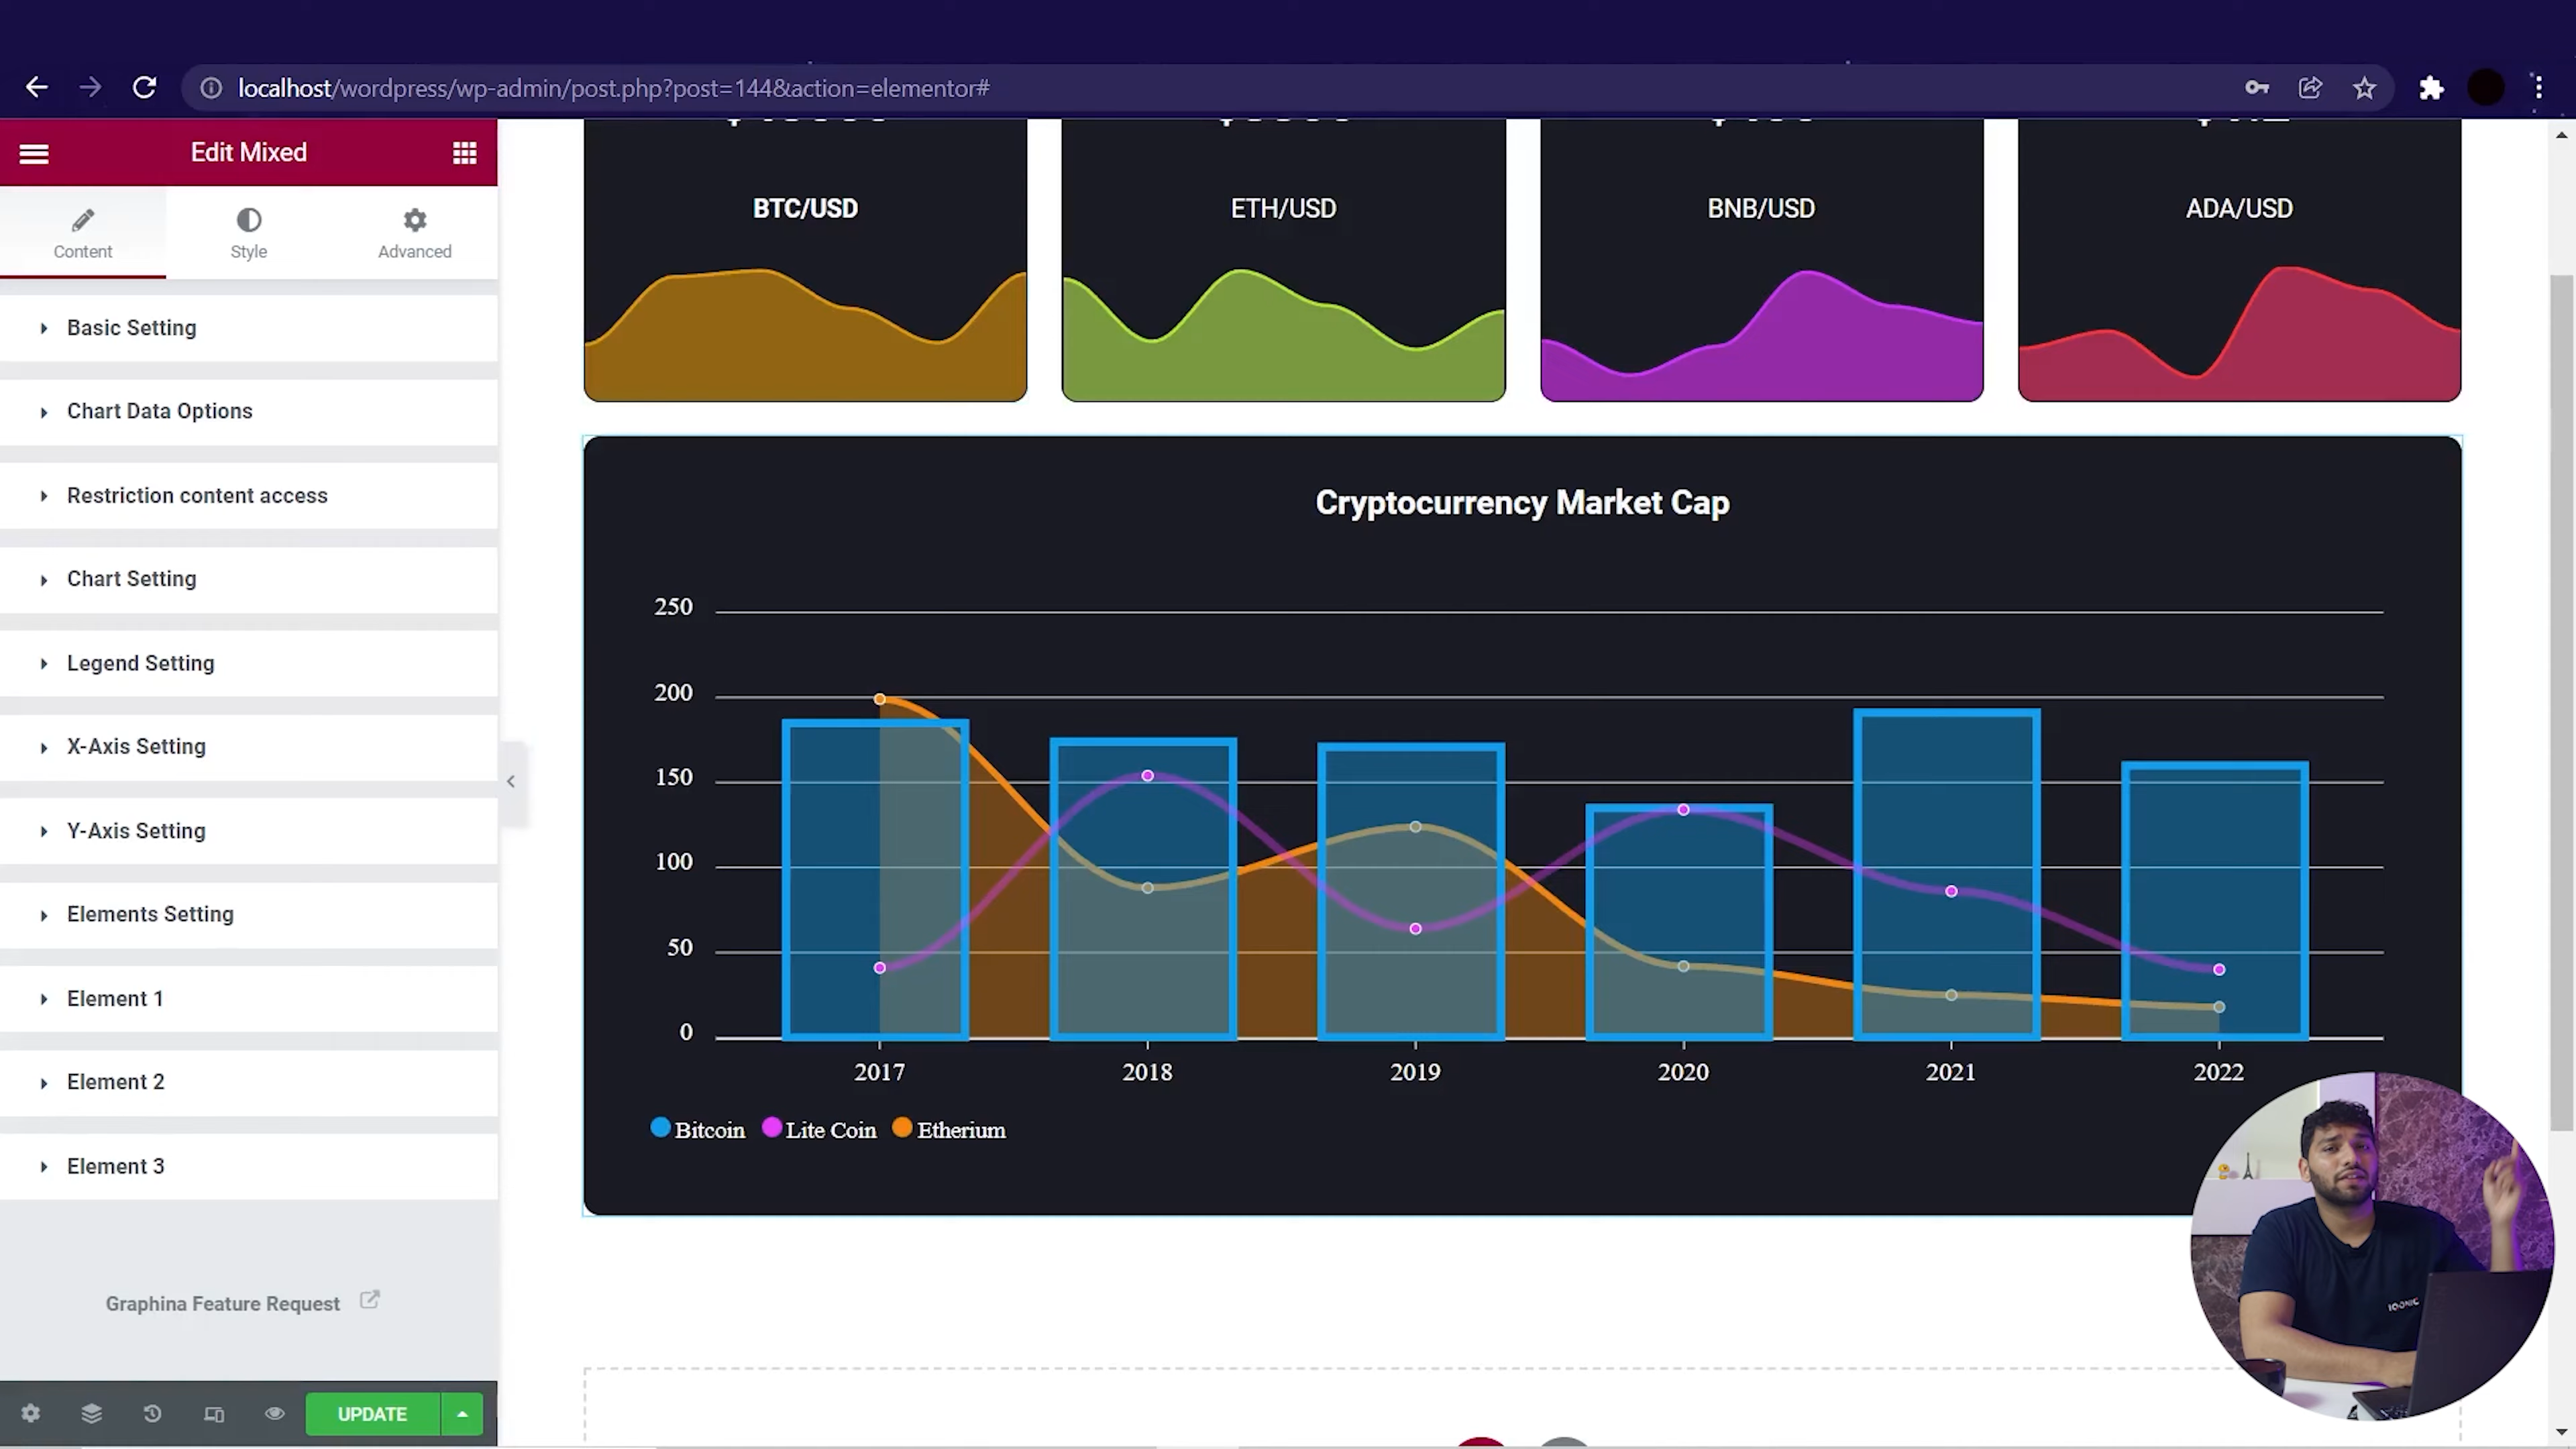 localhost/wordpress/wp-admin/post.php?post=144&action=elementor#
Edit Mixed
Content
Style
Advanced
Basic Setting
Chart Data Options
Restriction content access
Chart Setting
Legend Setting
X-Axis Setting
Y-Axis Setting
Elements Setting
Element 1
Element 2
Element 3
Graphina Feature Request
UPDATE
BTC/USD
ETH/USD
BNB/USD
ADA/USD
Cryptocurrency Market Cap
250
200
150
100
50
0
2017
2018
2019
2020
2021
2022
Bitcoin
Lite Coin
Etherium
IQONIC